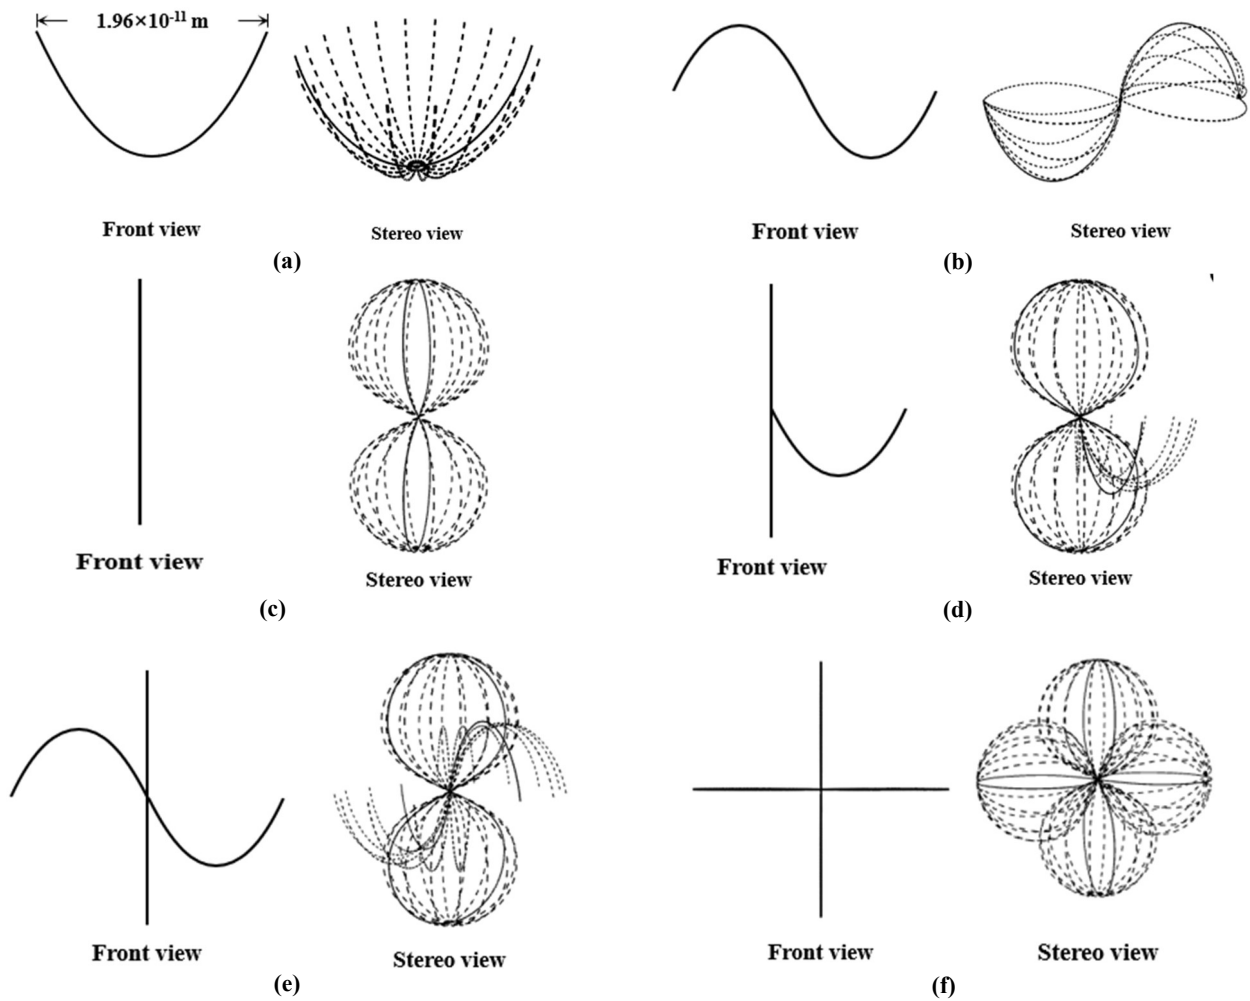 1.96×10⁻¹¹ m
Front view
Stereo view
(a)
Front view
Stereo view
(b)
Front view
Stereo view
(c)
Front view
Stereo view
(d)
Front view
Stereo view
(e)
Front view
Stereo view
(f)